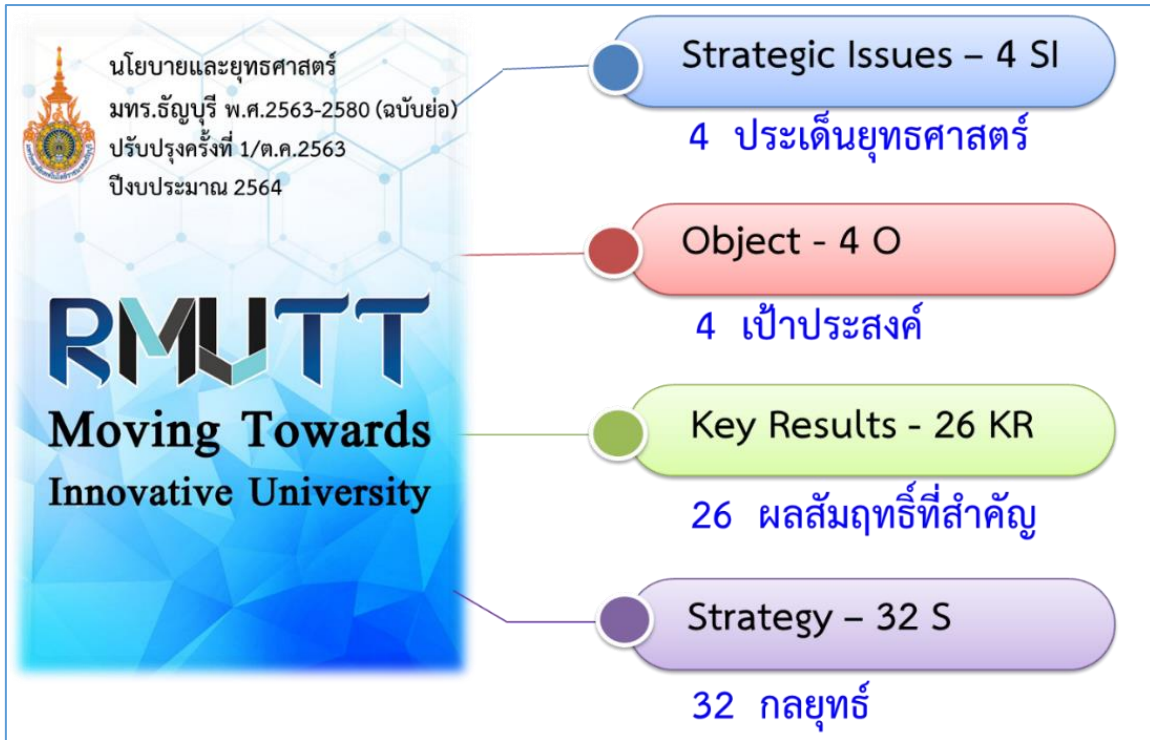 นโยบายและยุทธศาสตร์
มทร.ธัญบุรี พ.ศ.2563-2580 (ฉบับย่อ)
ปรับปรุงครั้งที่ 1/ต.ค.2563
ปีงบประมาณ 2564
RMUTT
Moving Towards
Innovative University
Strategic Issues – 4 SI
4 ประเด็นยุทธศาสตร์
Object - 4 O
4 เป้าประสงค์
Key Results - 26 KR
26 ผลสัมฤทธิ์ที่สำคัญ
Strategy – 32 S
32 กลยุทธ์